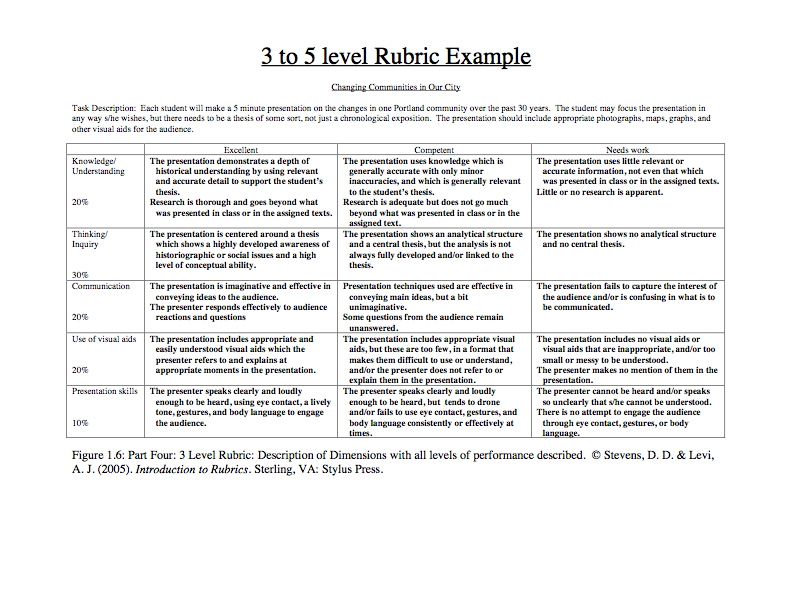 3 to 5 level Rubric Example
Changing Communities in Our City
Task Description: Each student will make a 5 minute presentation on the changes in one Portland community over the past 30 years. The student may focus the presentation in
any way s/he wishes, but there needs to be a thesis of some sort, not just a chronological exposition. The presentation should include appropriate photographs, maps, graphs, and
other visual aids for the audience.
Excellent
Competent
Needs work
Knowledge/
Understanding
20%
The presentation demonstrates a depth of
historical understanding by using relevant
and accurate detail to support the student's
thesis.
Research is thorough and goes beyond what
was presented in class or in the assigned texts.
The presentation uses knowledge which is
generally accurate with only minor
inaccuracies, and which is generally relevant
to the student's thesis.
Research is adequate but does not go much
beyond what was presented in class or in the
assigned text.
The presentation uses little relevant or
accurate information, not even that which
was presented in class or in the assigned texts.
Little or no research is apparent.
Thinking/
Inquiry
30%
The presentation is centered around a thesis
which shows a highly developed awareness of
historiographic or social issues and a high
level of conceptual ability.
The presentation shows an analytical structure
and a central thesis, but the analysis is not
always fully developed and/or linked to the
thesis.
The presentation shows no analytical structure
and no central thesis.
Communication
20%
The presentation is imaginative and effective in
conveying ideas to the audience.
The presenter responds effectively to audience
reactions and questions
Presentation techniques used are effective in
conveying main ideas, but a bit
unimaginative.
Some questions from the audience remain
unanswered.
The presentation fails to capture the interest of
the audience and/or is confusing in what is to
be communicated.
Use of visual aids
20%
The presentation includes appropriate and
easily understood visual aids which the
presenter refers to and explains at
appropriate moments in the presentation.
The presentation includes appropriate visual
aids, but these are too few, in a format that
makes them difficult to use or understand,
and/or the presenter does not refer to or
explain them in the presentation.
The presentation includes no visual aids or
visual aids that are inappropriate, and/or too
small or messy to be understood.
The presenter makes no mention of them in the
presentation.
Presentation skills
10%
The presenter speaks clearly and loudly
enough to be heard, using eye contact, a lively
tone, gestures, and body language to engage
the audience.
The presenter speaks clearly and loudly
enough to be heard, but tends to drone
and/or fails to use eye contact, gestures, and
body language consistently or effectively at
times.
The presenter cannot be heard and/or speaks
so unclearly that s/he cannot be understood.
There is no attempt to engage the audience
through eye contact, gestures, or body
language.
Figure 1.6: Part Four: 3 Level Rubric: Description of Dimensions with all levels of performance described. © Stevens, D. D. & Levi,
A. J. (2005). Introduction to Rubrics. Sterling, VA: Stylus Press.